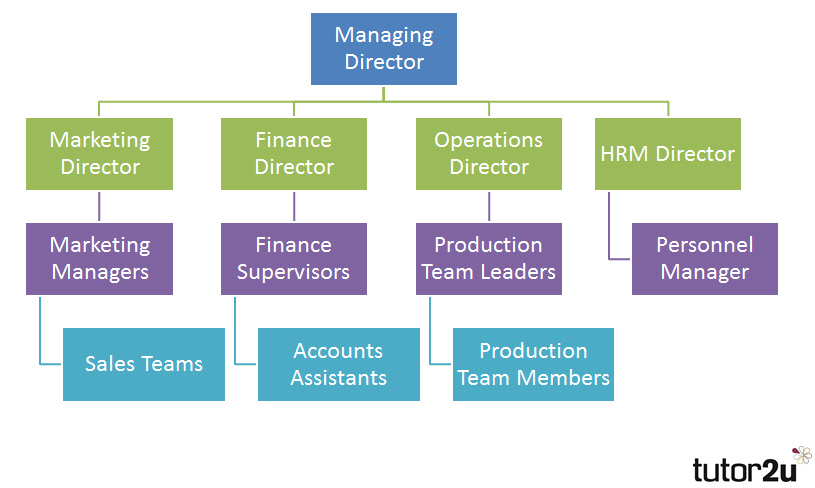 Managing
Director
Marketing
Director
Finance
Director
Operations
Director
HRM Director
Marketing
Managers
Finance
Supervisors
Production
Team Leaders
Personnel
Manager
Sales Teams
Accounts
Assistants
Production
Team Members
tutor2u